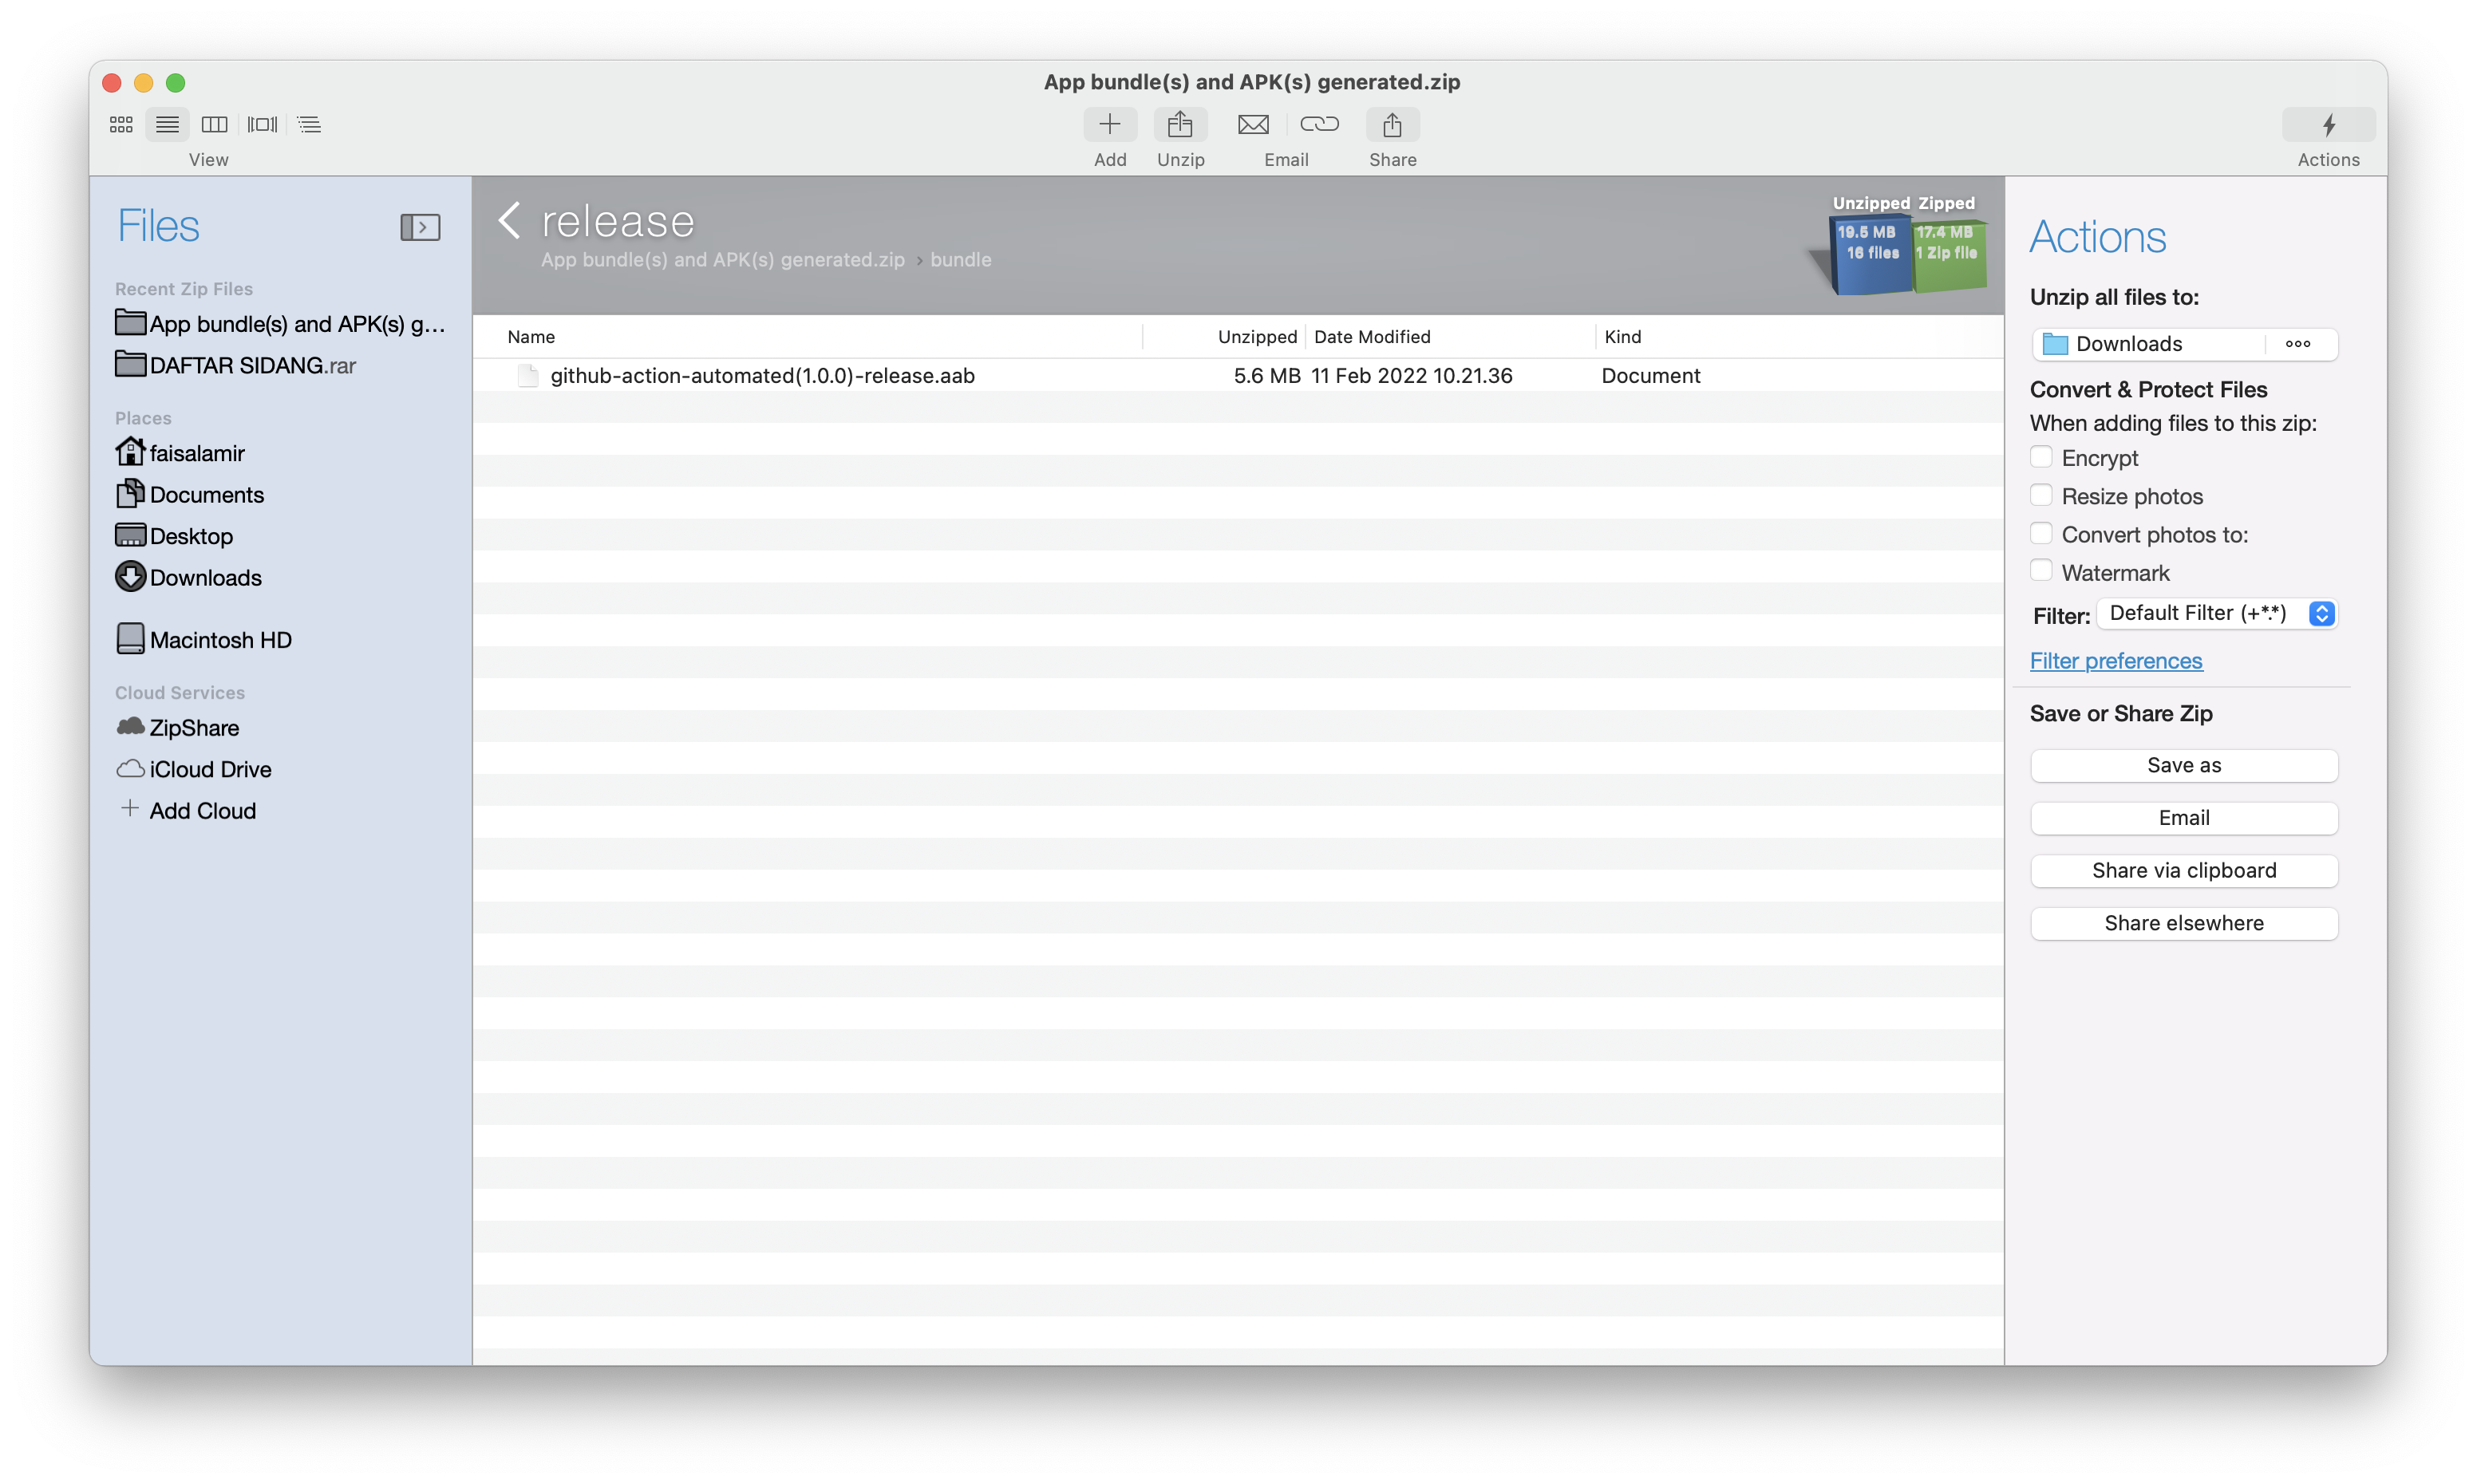 App bundle(s) and APK(s) generated.zip
View
Add
Unzip
Email
Share
Actions
Files
Recent Zip Files
App bundle(s) and APK(s) g…
DAFTAR SIDANG.rar
Places
faisalamir
Documents
Desktop
Downloads
Macintosh HD
Cloud Services
ZipShare
iCloud Drive
Add Cloud
release
App bundle(s) and APK(s) generated.zip › bundle
Unzipped Zipped
19.5 MB 17.4 MB
16 files 1 Zip file
Name Unzipped Date Modified Kind
github-action-automated(1.0.0)-release.aab 5.6 MB 11 Feb 2022 10.21.36 Document
Actions
Unzip all files to:
Downloads
Convert & Protect Files
When adding files to this zip:
Encrypt
Resize photos
Convert photos to:
Watermark
Filter: Default Filter (+*.*)
Filter preferences
Save or Share Zip
Save as
Email
Share via clipboard
Share elsewhere